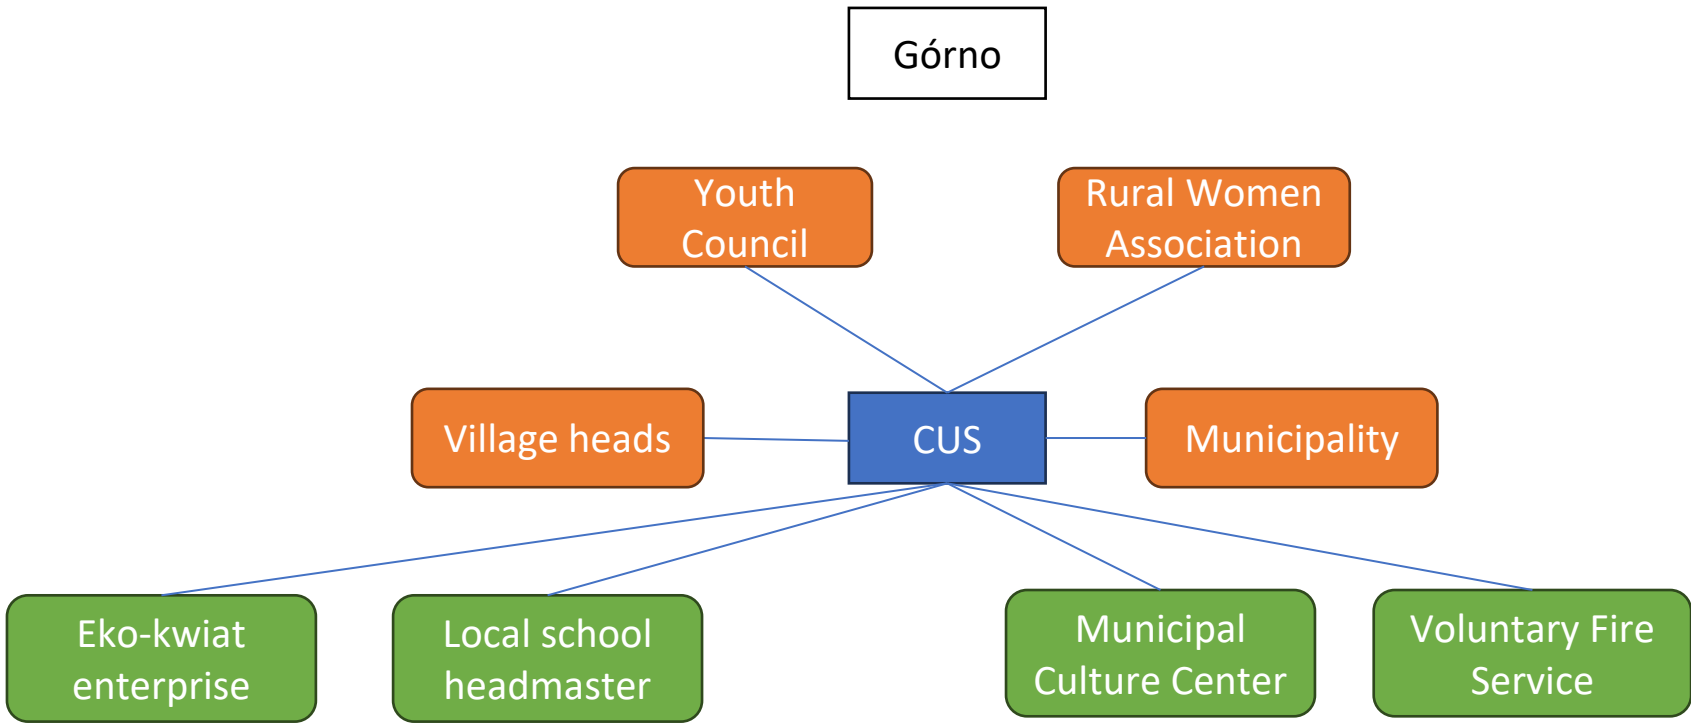 Górno
Youth
Council
Rural Women
Association
Village heads
CUS
Municipality
Eko-kwiat
enterprise
Local school
headmaster
Municipal
Culture Center
Voluntary Fire
Service